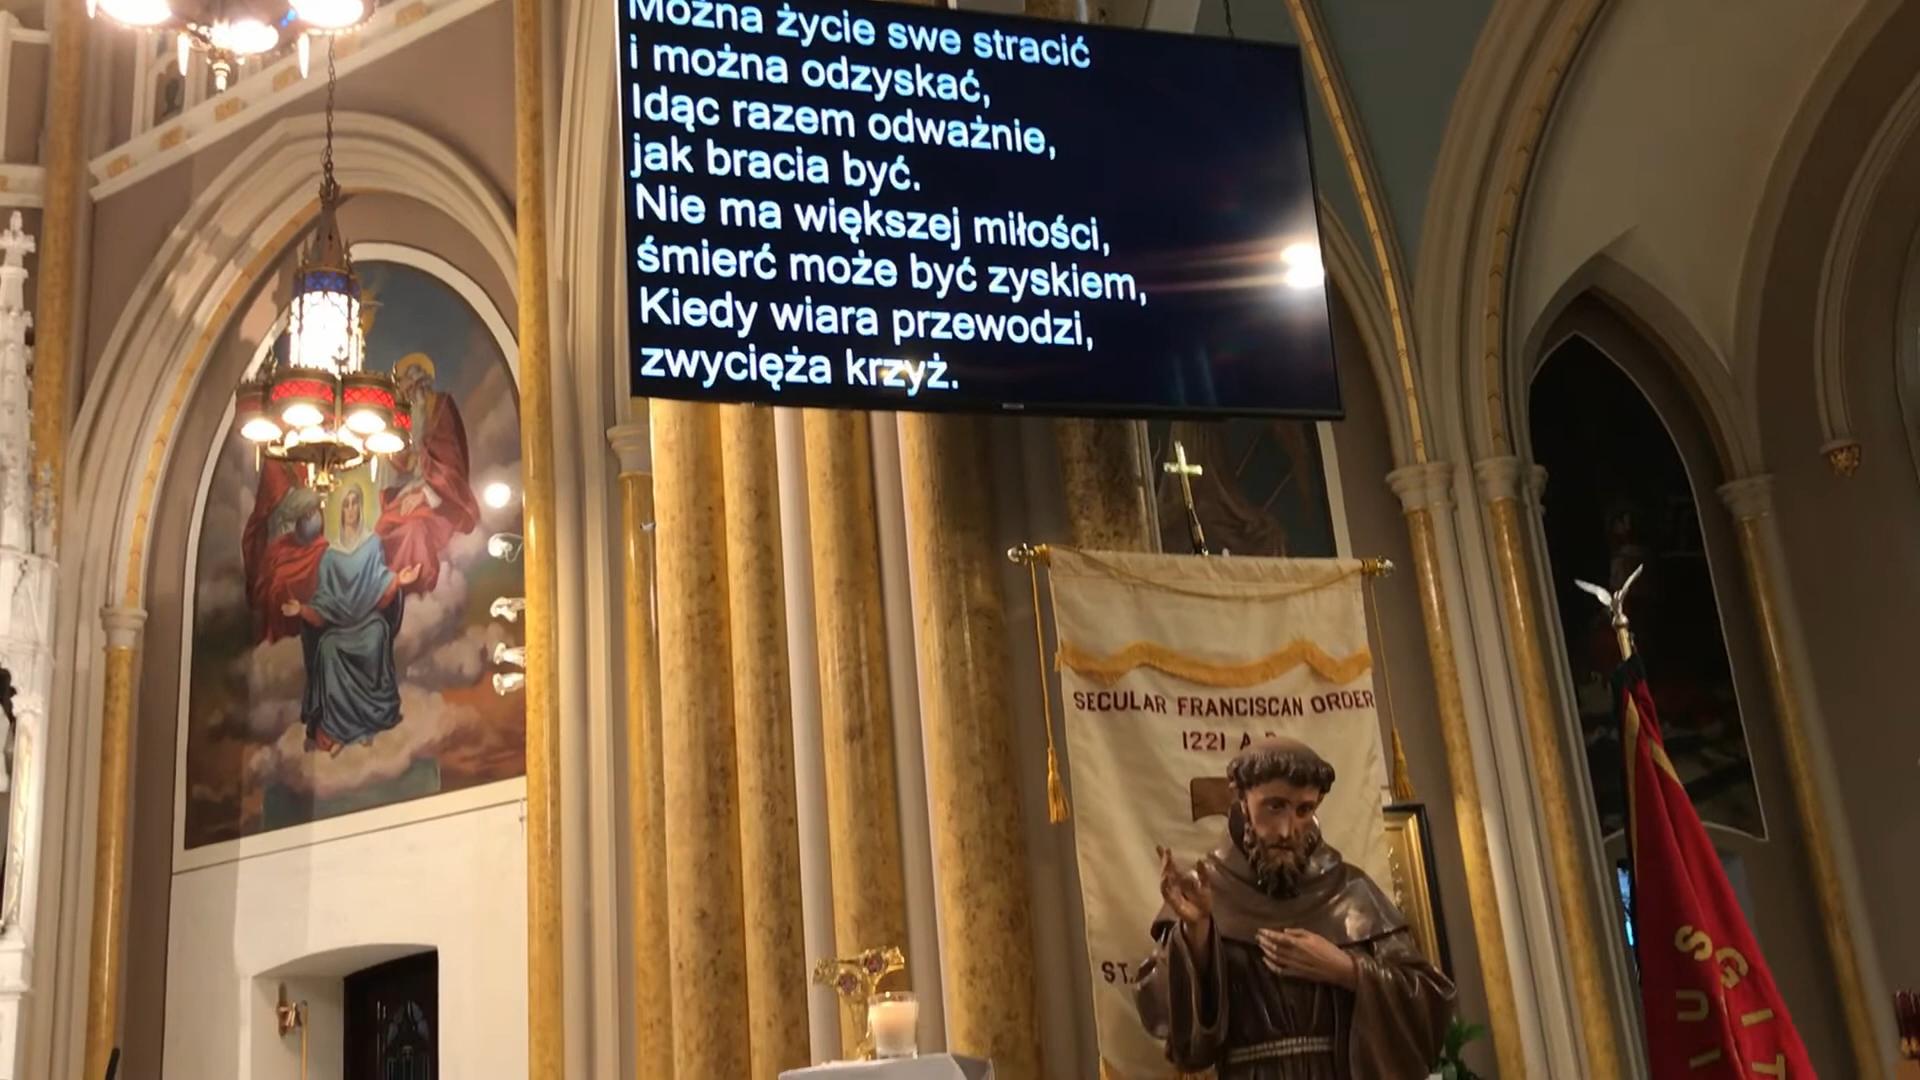 Można życie swe stracić
i można odzyskać,
Idąc razem odważnie,
jak bracia być.
Nie ma większej miłości,
śmierć może być zyskiem,
Kiedy wiara przewodzi,
zwycięża krzyż.
SECULAR FRANCISCAN ORDER
1221 A.D.
ST.